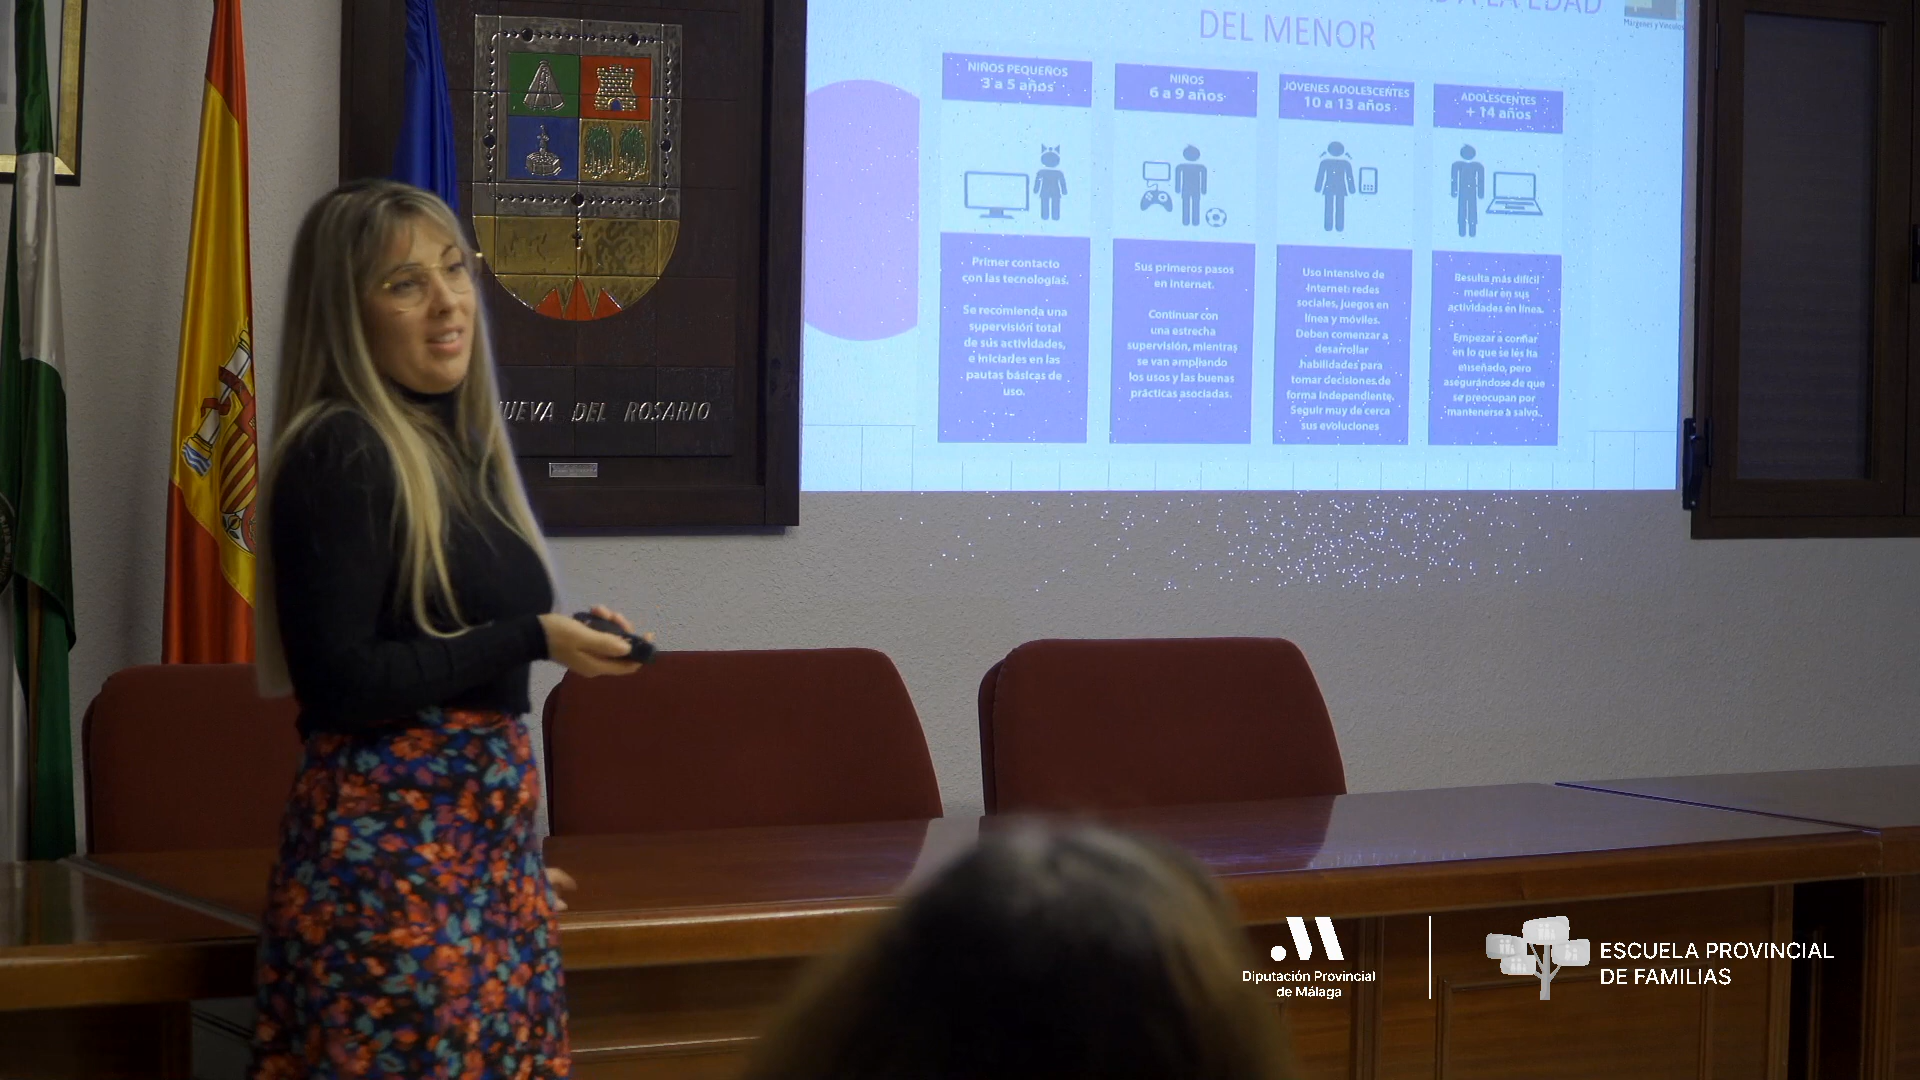 A LA EDAD
DEL MENOR
Márgenes y Vínculos
NIÑOS PEQUEÑOS
3 a 5 años
NIÑOS
6 a 9 años
JÓVENES ADOLESCENTES
10 a 13 años
ADOLESCENTES
+ 14 años
Primer contacto
con las tecnologías.
Se recomienda una
supervisión total
de sus actividades,
e iniciarles en las
pautas básicas de
uso.
Sus primeros pasos
en internet.
Continuar con
una estrecha
supervisión, mientras
se van ampliando
los usos y las buenas
prácticas asociadas.
Uso intensivo de
Internet: redes
sociales, juegos en
línea y móviles.
Deben comenzar a
desarrollar
habilidades para
tomar decisiones de
forma independiente.
Seguir muy de cerca
sus evoluciones
Resulta más difícil
mediar en sus
actividades en línea.
Empezar a confiar
en lo que se les ha
enseñado, pero
asegurándose de que
se preocupan por
mantenerse a salvo.
UEVA DEL ROSARIO
Diputación Provincial
de Málaga
ESCUELA PROVINCIAL
DE FAMILIAS